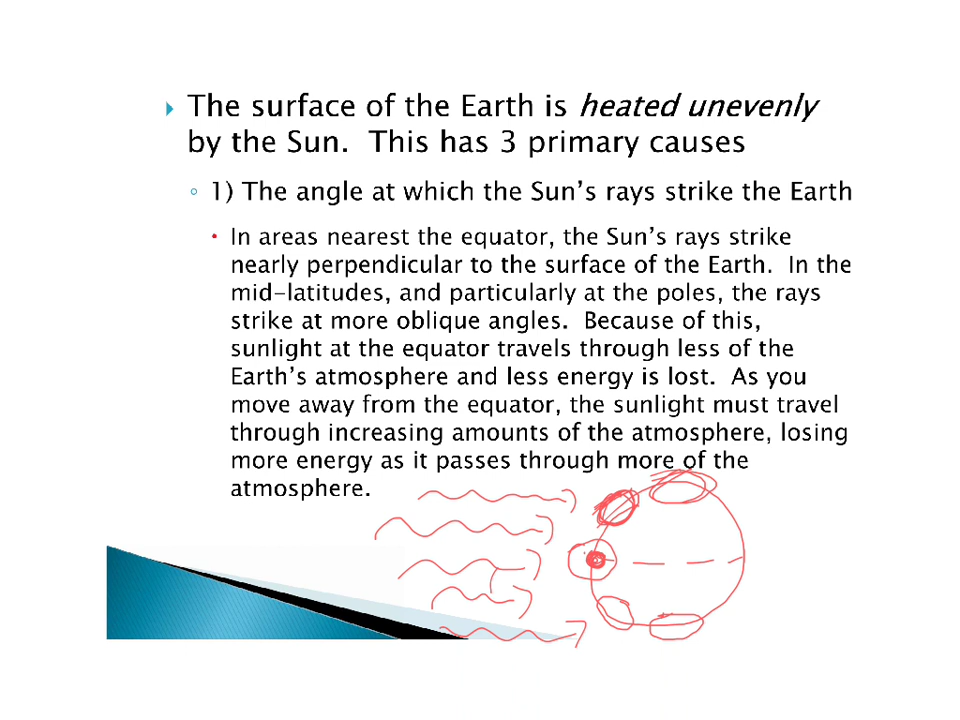 The surface of the Earth is heated unevenly
by the Sun. This has 3 primary causes
1) The angle at which the Sun's rays strike the Earth
In areas nearest the equator, the Sun's rays strike
nearly perpendicular to the surface of the Earth. In the
mid-latitudes, and particularly at the poles, the rays
strike at more oblique angles. Because of this,
sunlight at the equator travels through less of the
Earth's atmosphere and less energy is lost. As you
move away from the equator, the sunlight must travel
through increasing amounts of the atmosphere, losing
more energy as it passes through more of the
atmosphere.